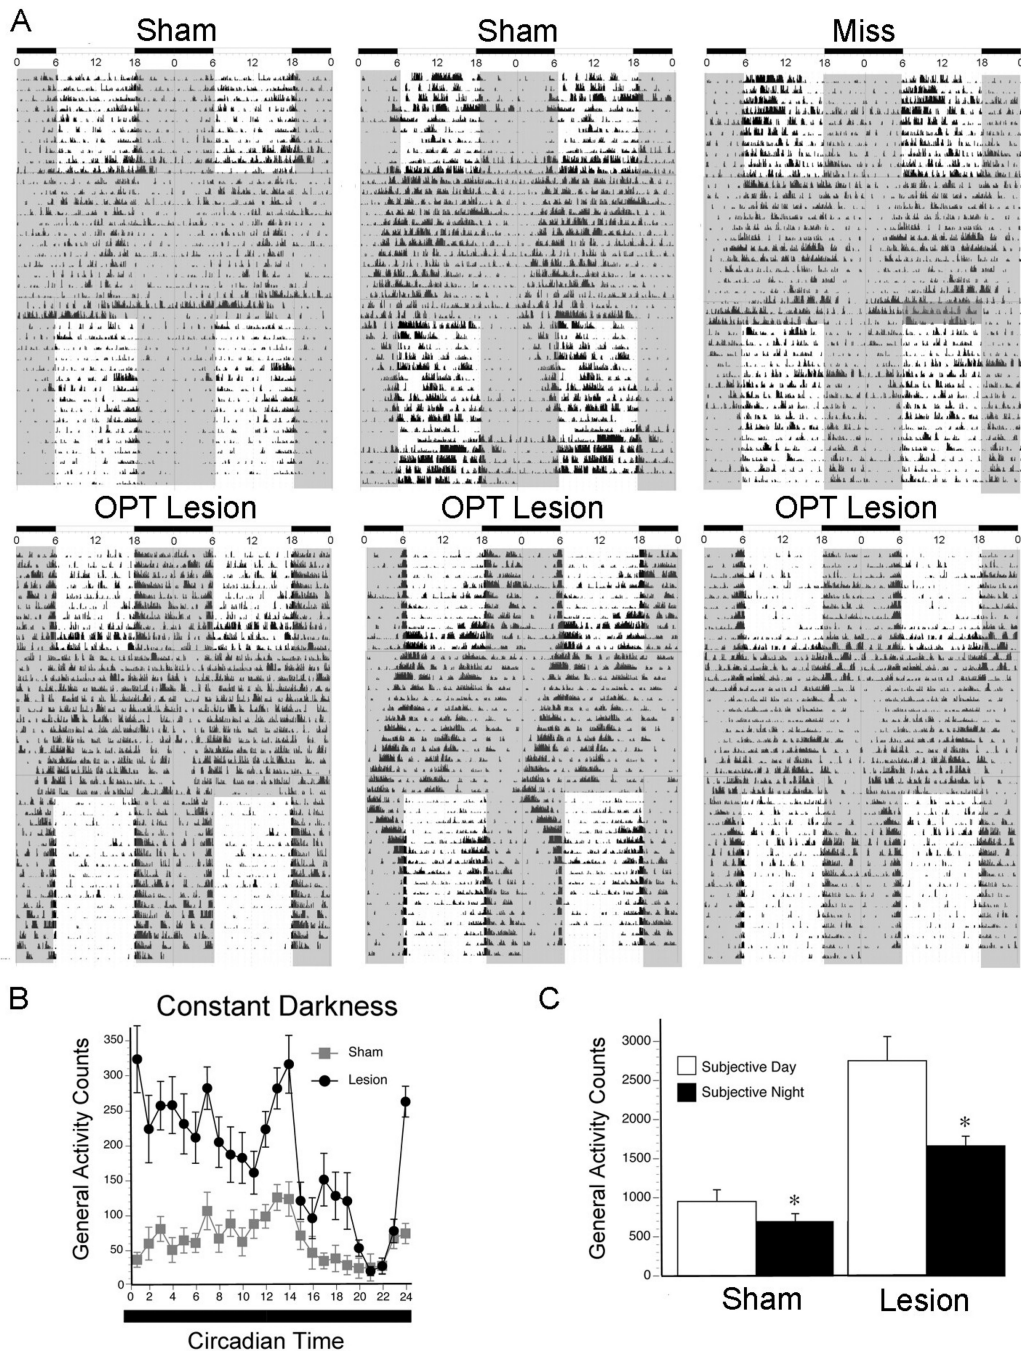 A
Sham Sham Miss
0 6 12 18 0 6 12 18 0 0 6 12 18 0 6 12 18 0 0 6 12 18 0 6 12 18 0
OPT Lesion OPT Lesion OPT Lesion
0 6 12 18 0 6 12 18 0 0 6 12 18 0 6 12 18 0 0 6 12 18 0 6 12 18 0
B
Constant Darkness
General Activity Counts
350
300
250
200
150
100
50
0
Sham
Lesion
0 2 4 6 8 10 12 14 16 18 20 22 24
Circadian Time
C
General Activity Counts
3000
2500
2000
1500
1000
500
0
Subjective Day
Subjective Night
*
*
Sham Lesion